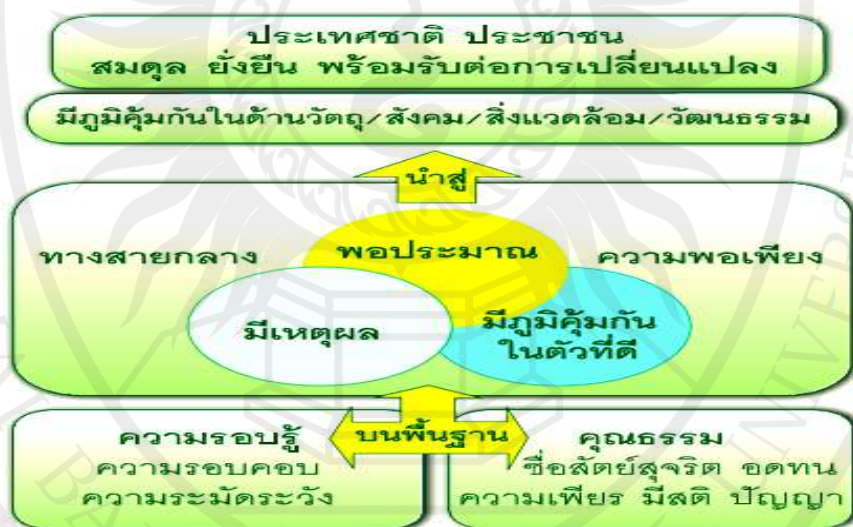 ประเทศชาติ ประชาชน
สมดุล ยั่งยืน พร้อมรับต่อการเปลี่ยนแปลง
มีภูมิคุ้มกันในด้านวัตถุ/สังคม/สิ่งแวดล้อม/วัฒนธรรม
นำสู่
ทางสายกลาง
พอประมาณ
ความพอเพียง
มีเหตุผล
มีภูมิคุ้มกัน
ในตัวที่ดี
ความรอบรู้
ความรอบคอบ
ความระมัดระวัง
บนพื้นฐาน
คุณธรรม
ซื่อสัตย์สุจริต อดทน
ความเพียร มีสติ ปัญญา